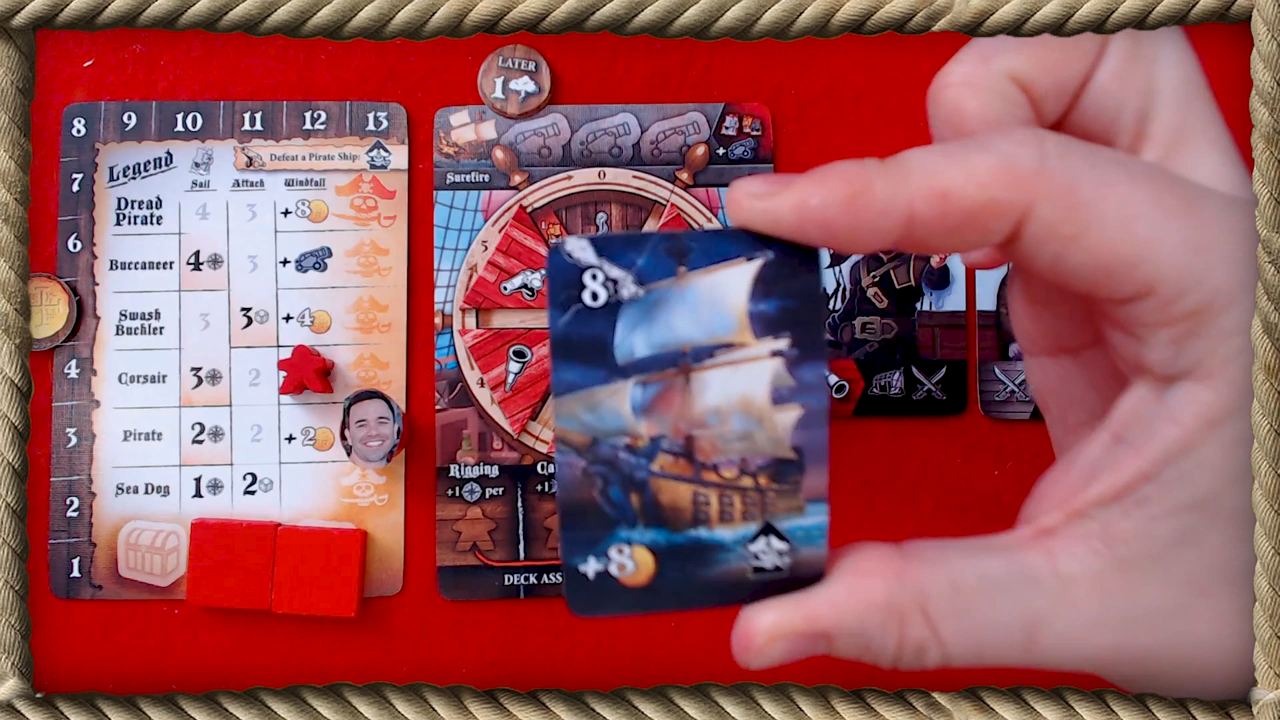 LATER
1
8 9 10 11 12 13
7
6
4
3
2
1
Legend
Defeat a Pirate Ship:
Sail Attack Windfall
Dread Pirate 4 3 +8
Buccaneer 4 3 +
Swash Buckler 3 3 +4
Corsair 3 2
Pirate 2 2 +2
Sea Dog 1 2
Surefire
0
+
5
4
Rigging
+1 per
DECK ASS
8
+8